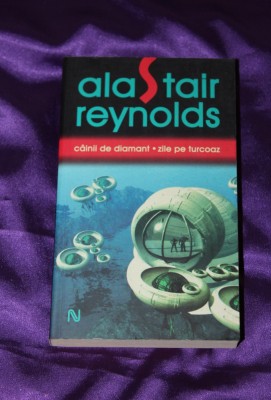 alastair
reynolds
câinii de diamant • zile pe turcoaz
N